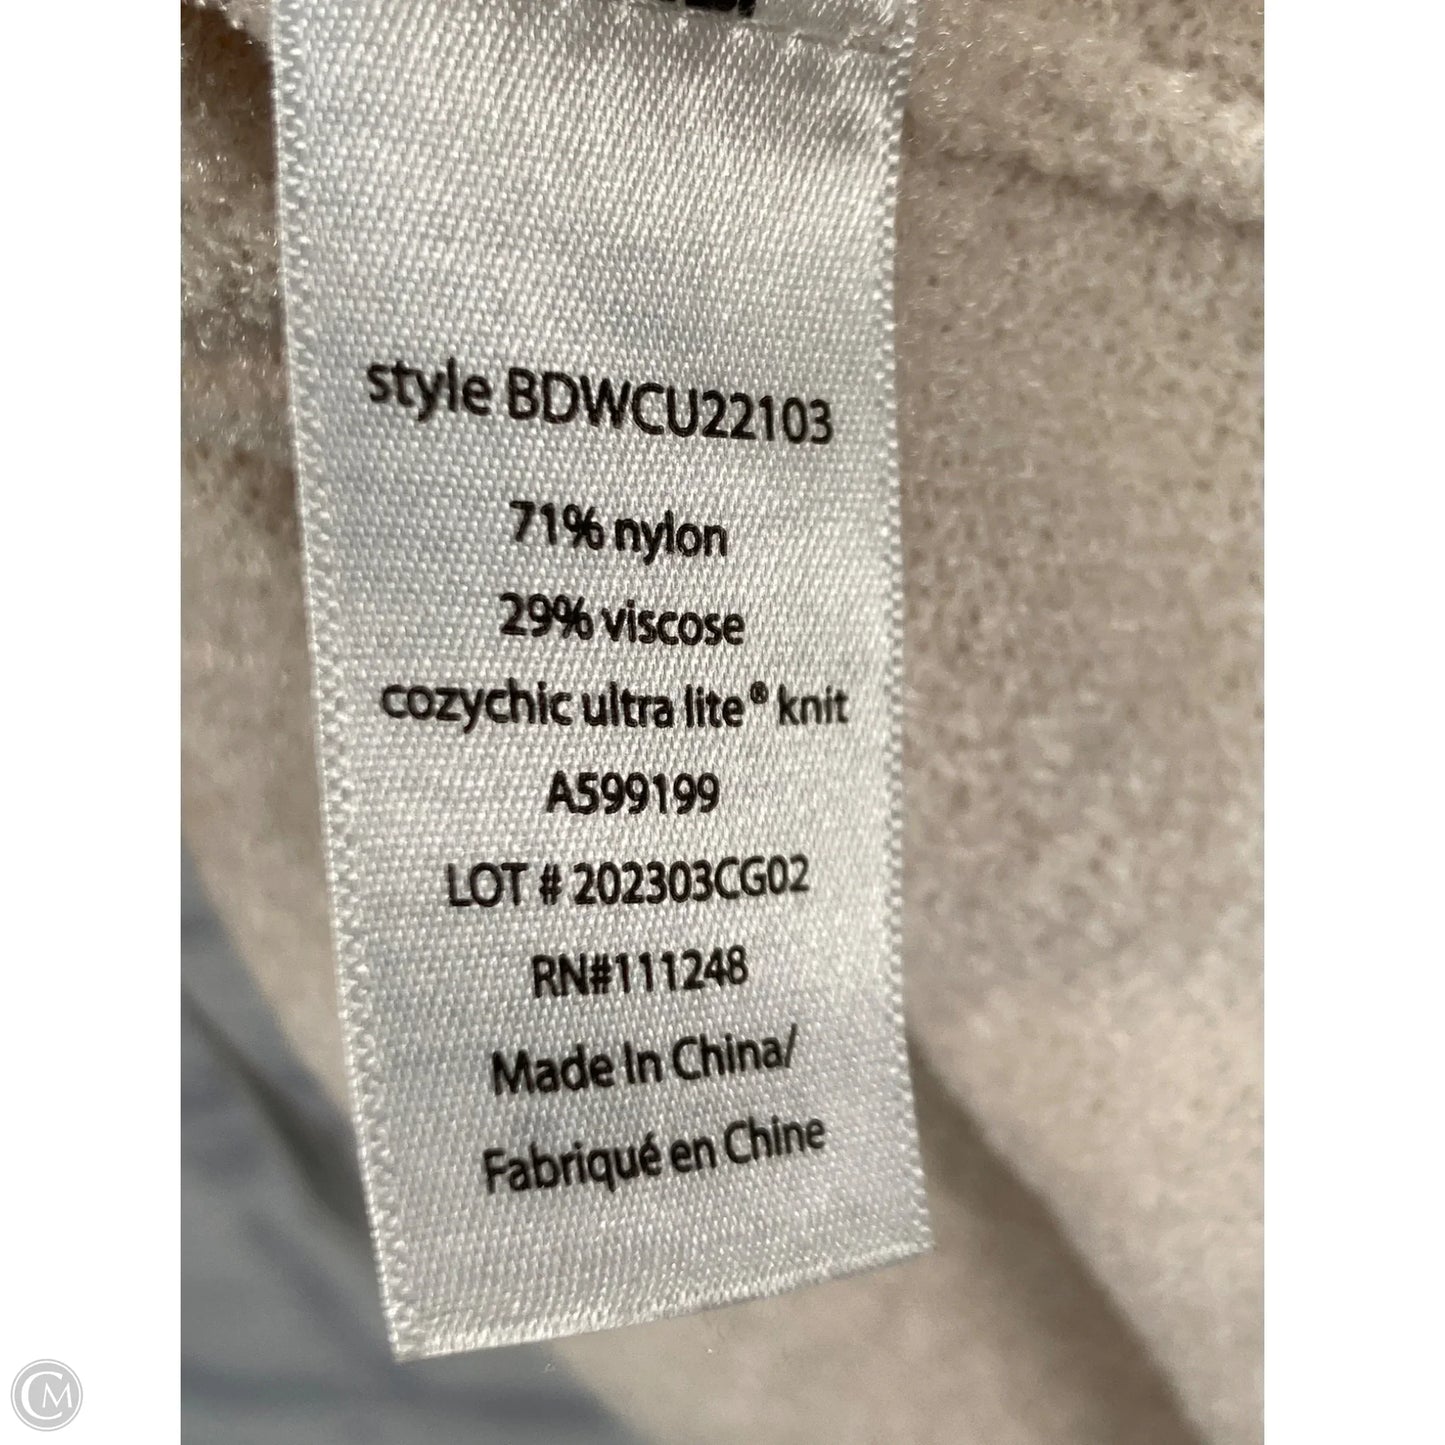 style BDWCU22103
71% nylon
29% viscose
cozychic ultra lite® knit
A599199
LOT # 202303CG02
RN#111248
Made In China/
Fabriqué en Chine
CM